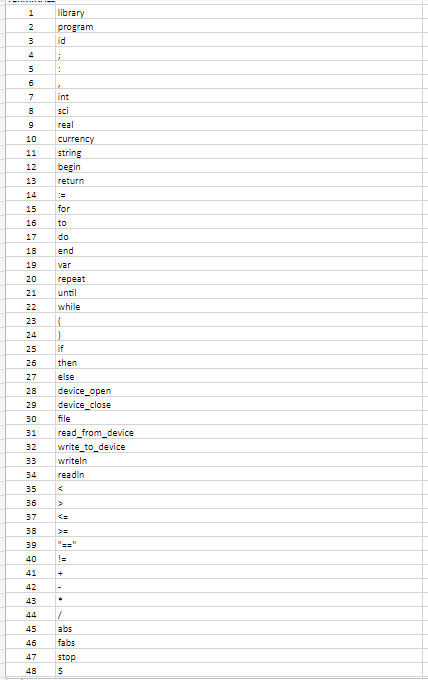 1 library
2 program
3 id
4 ;
5 :
6 ,
7 int
8 sci
9 real
10 currency
11 string
12 begin
13 return
14 :=
15 for
16 to
17 do
18 end
19 var
20 repeat
21 until
22 while
23 (
24 )
25 if
26 then
27 else
28 device_open
29 device_close
30 file
31 read_from_device
32 write_to_device
33 writeln
34 readln
35 <
36 >
37 <=
38 >=
39 "=="
40 !=
41 +
42 -
43 *
44 /
45 abs
46 fabs
47 stop
48 $